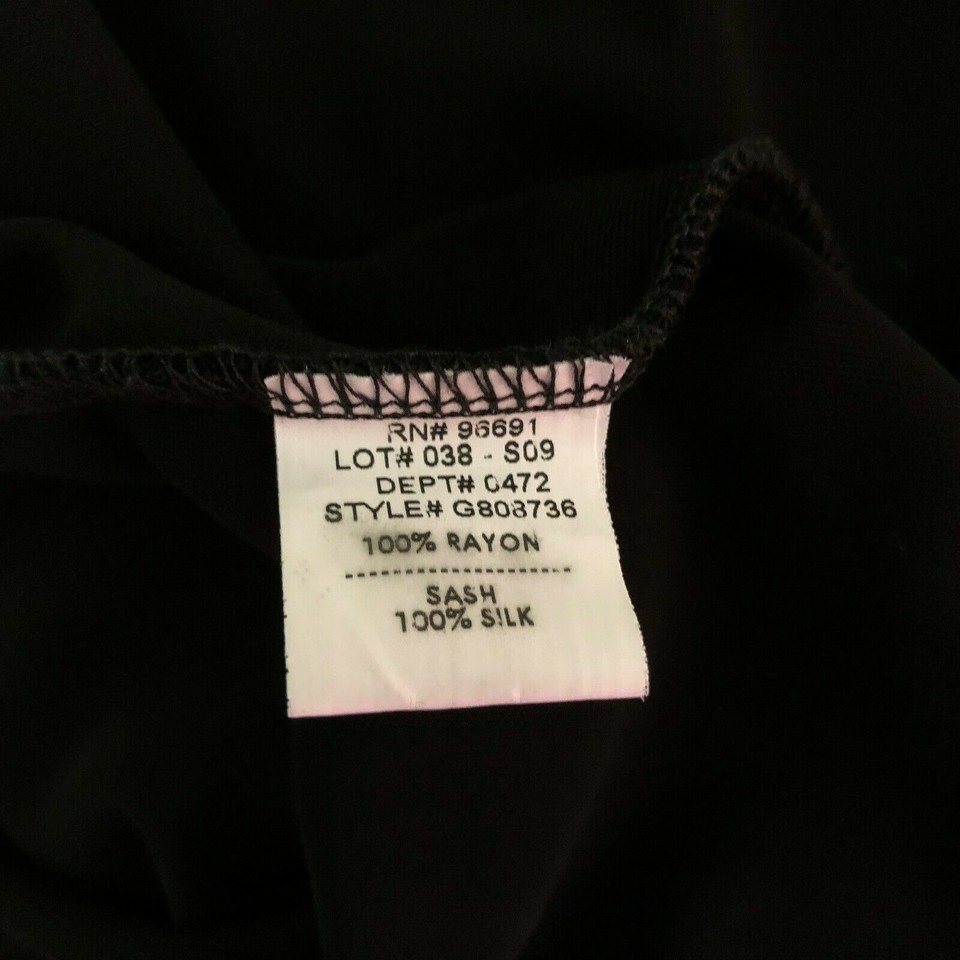 RN# 96691
LOT# 038 - S09
DEPT# 0472
STYLE# G808736
100% RAYON
SASH
100% SILK